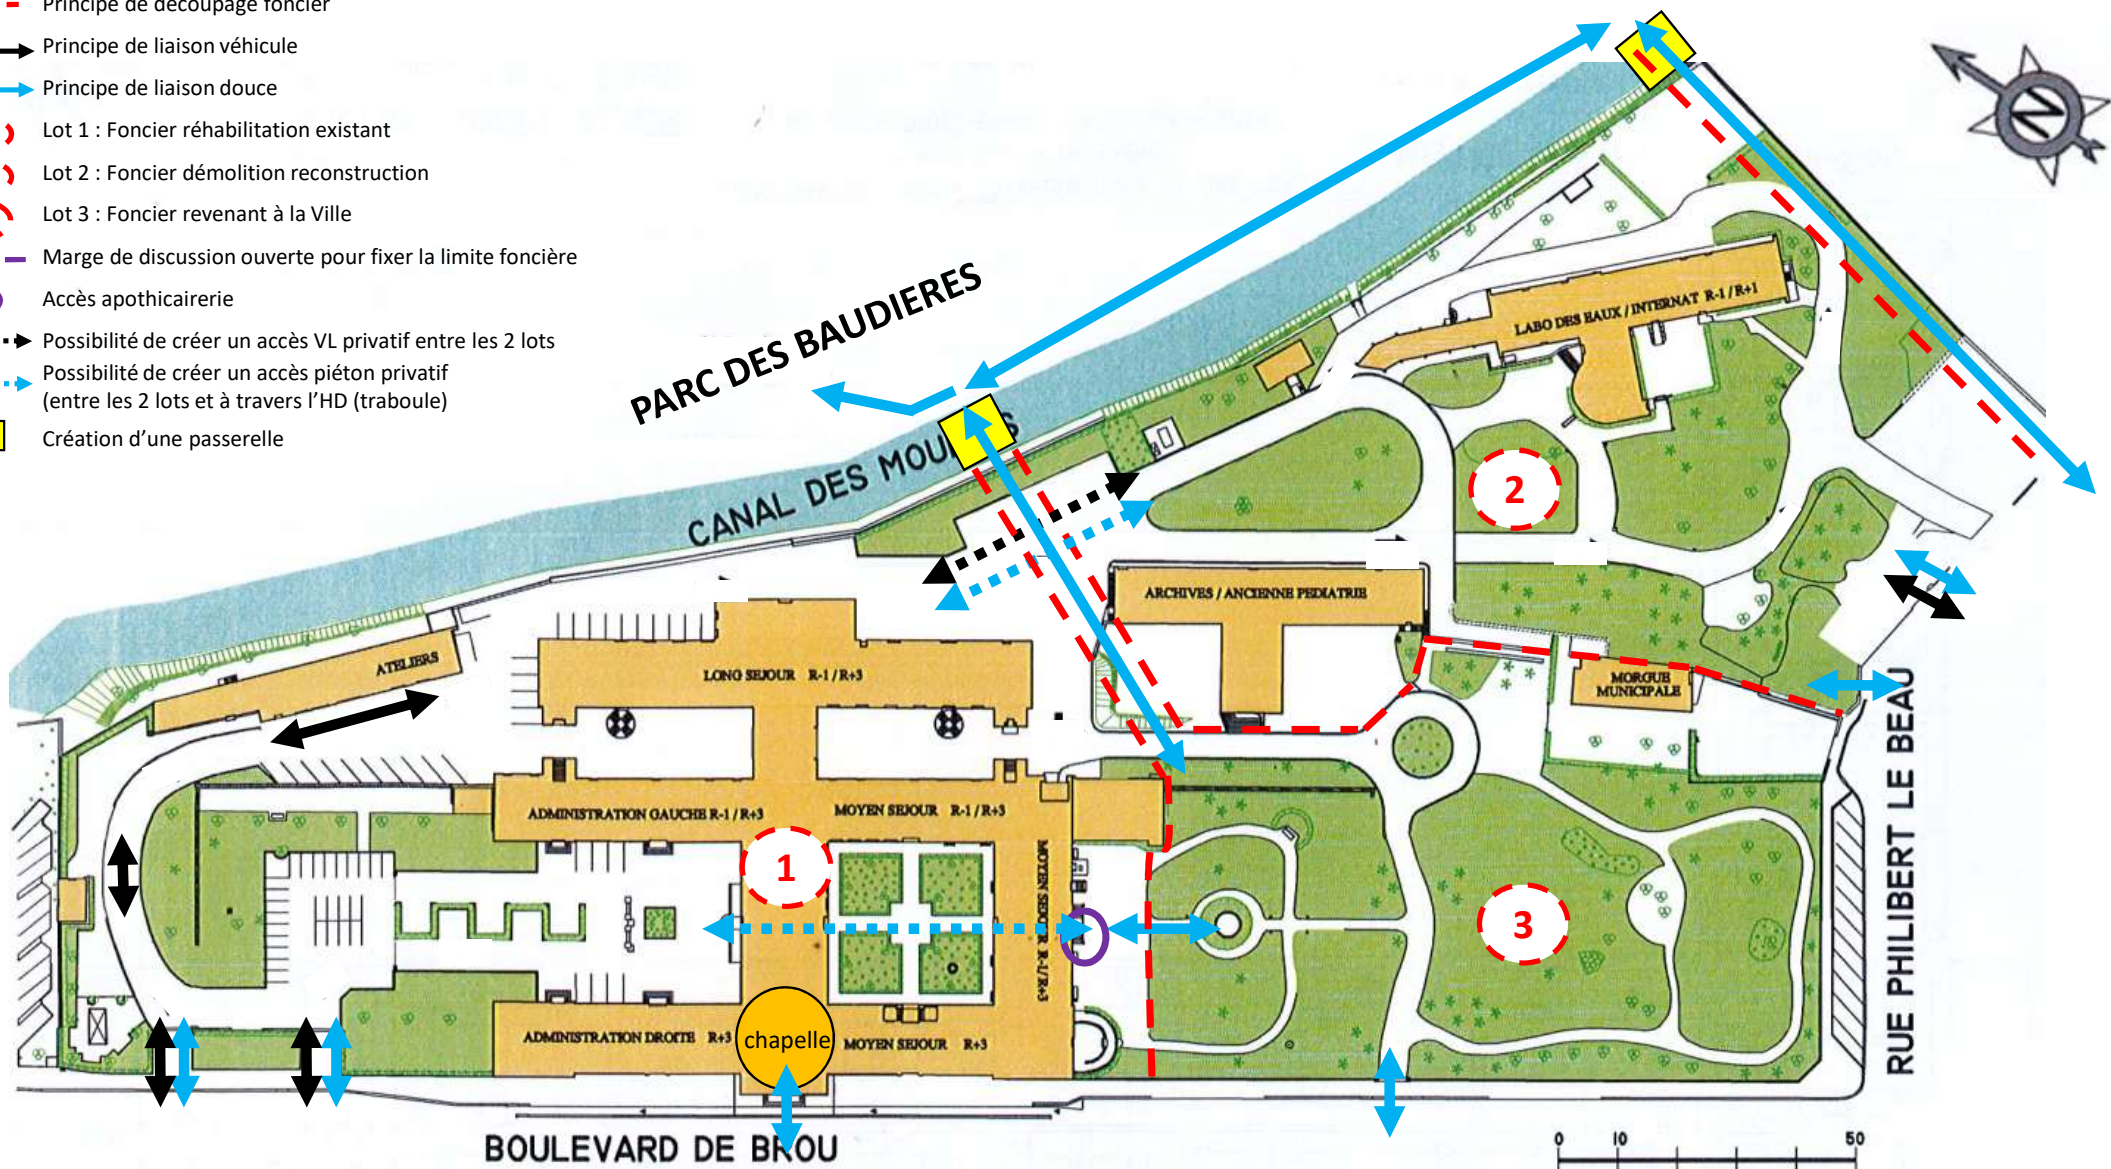 Principe de découpage foncier
Principe de liaison véhicule
Principe de liaison douce
Lot 1 : Foncier réhabilitation existant
Lot 2 : Foncier démolition reconstruction
Lot 3 : Foncier revenant à la Ville
Marge de discussion ouverte pour fixer la limite foncière
Accès apothicairerie
Possibilité de créer un accès VL privatif entre les 2 lots
Possibilité de créer un accès piéton privatif
(entre les 2 lots et à travers l'HD (traboule)
Création d'une passerelle
N
PARC DES BAUDIERES
CANAL DES
LABO DES EAUX / INTERNAT R-1 / R+1
2
ARCHIVES / ANCIENNE PEDIATRIE
ATELIERS
LONG SEJOUR R-1 / R+3
MORGUE
MUNICIPALE
ADMINISTRATION GAUCHE R-1 / R+3
MOYEN SEJOUR R-1 / R+3
MOYEN SEJOUR R-1 / R+3
1
3
RUE PHILIBERT LE BEAU
ADMINISTRATION DROITE R+3
chapelle
MOYEN SEJOUR R+3
BOULEVARD DE BROU
0 10 50